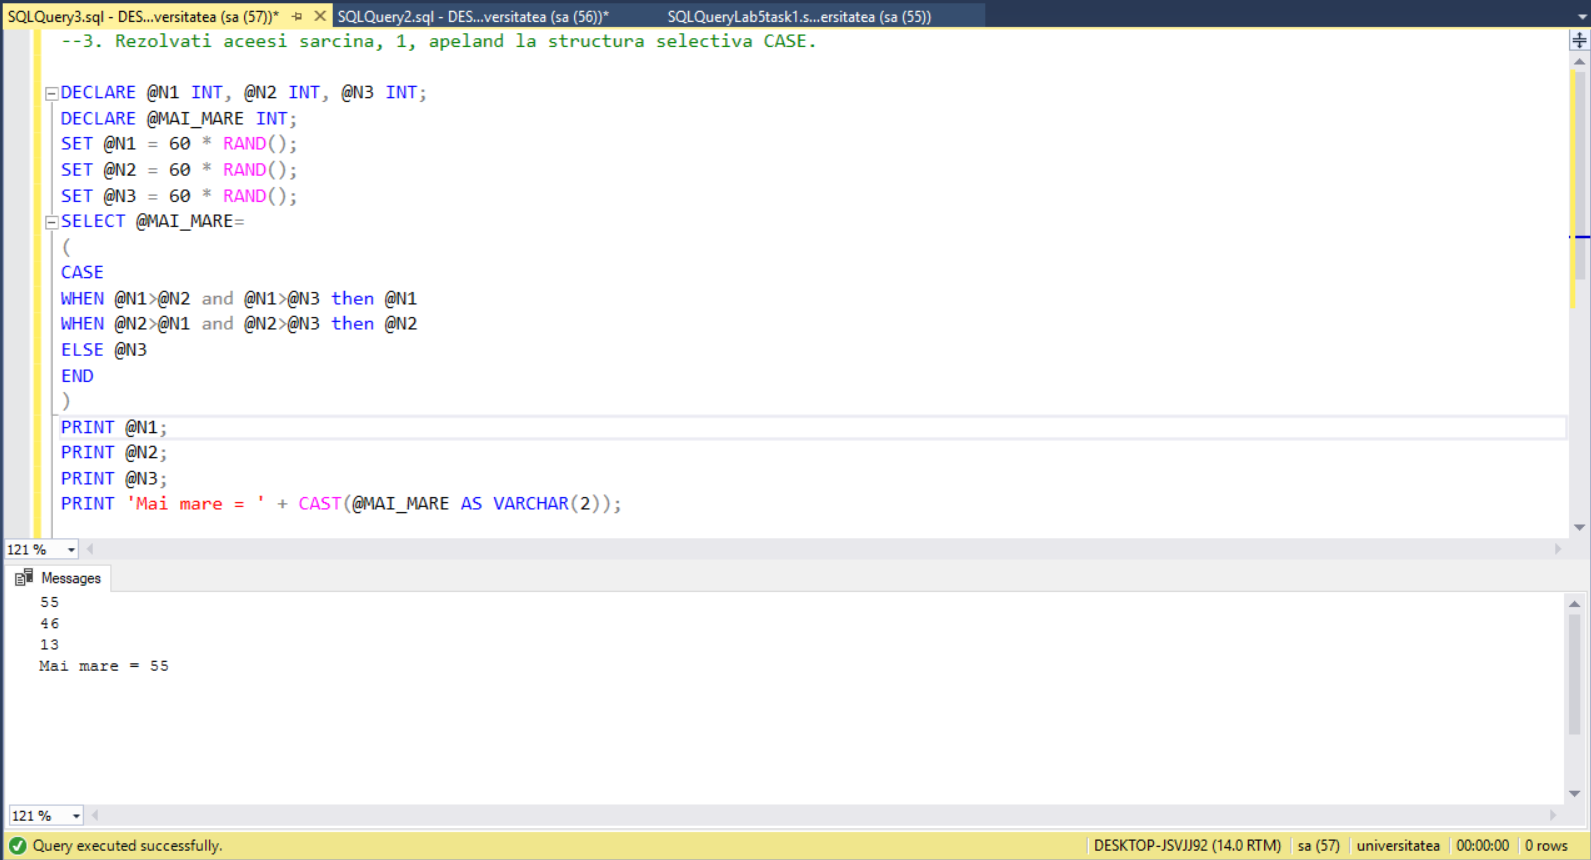 SQLQuery3.sql - DES...versitatea (sa (57))* SQLQuery2.sql - DES...versitatea (sa (56))* SQLQueryLab5task1.s...ersitatea (sa (55))
--3. Rezolvati aceesi sarcina, 1, apeland la structura selectiva CASE.
DECLARE @N1 INT, @N2 INT, @N3 INT;
DECLARE @MAI_MARE INT;
SET @N1 = 60 * RAND();
SET @N2 = 60 * RAND();
SET @N3 = 60 * RAND();
SELECT @MAI_MARE=
(
CASE
WHEN @N1>@N2 and @N1>@N3 then @N1
WHEN @N2>@N1 and @N2>@N3 then @N2
ELSE @N3
END
)
PRINT @N1;
PRINT @N2;
PRINT @N3;
PRINT 'Mai mare = ' + CAST(@MAI_MARE AS VARCHAR(2));
121 %
Messages
55
46
13
Mai mare = 55
121 %
Query executed successfully. DESKTOP-JSVJJ92 (14.0 RTM) sa (57) universitatea 00:00:00 0 rows